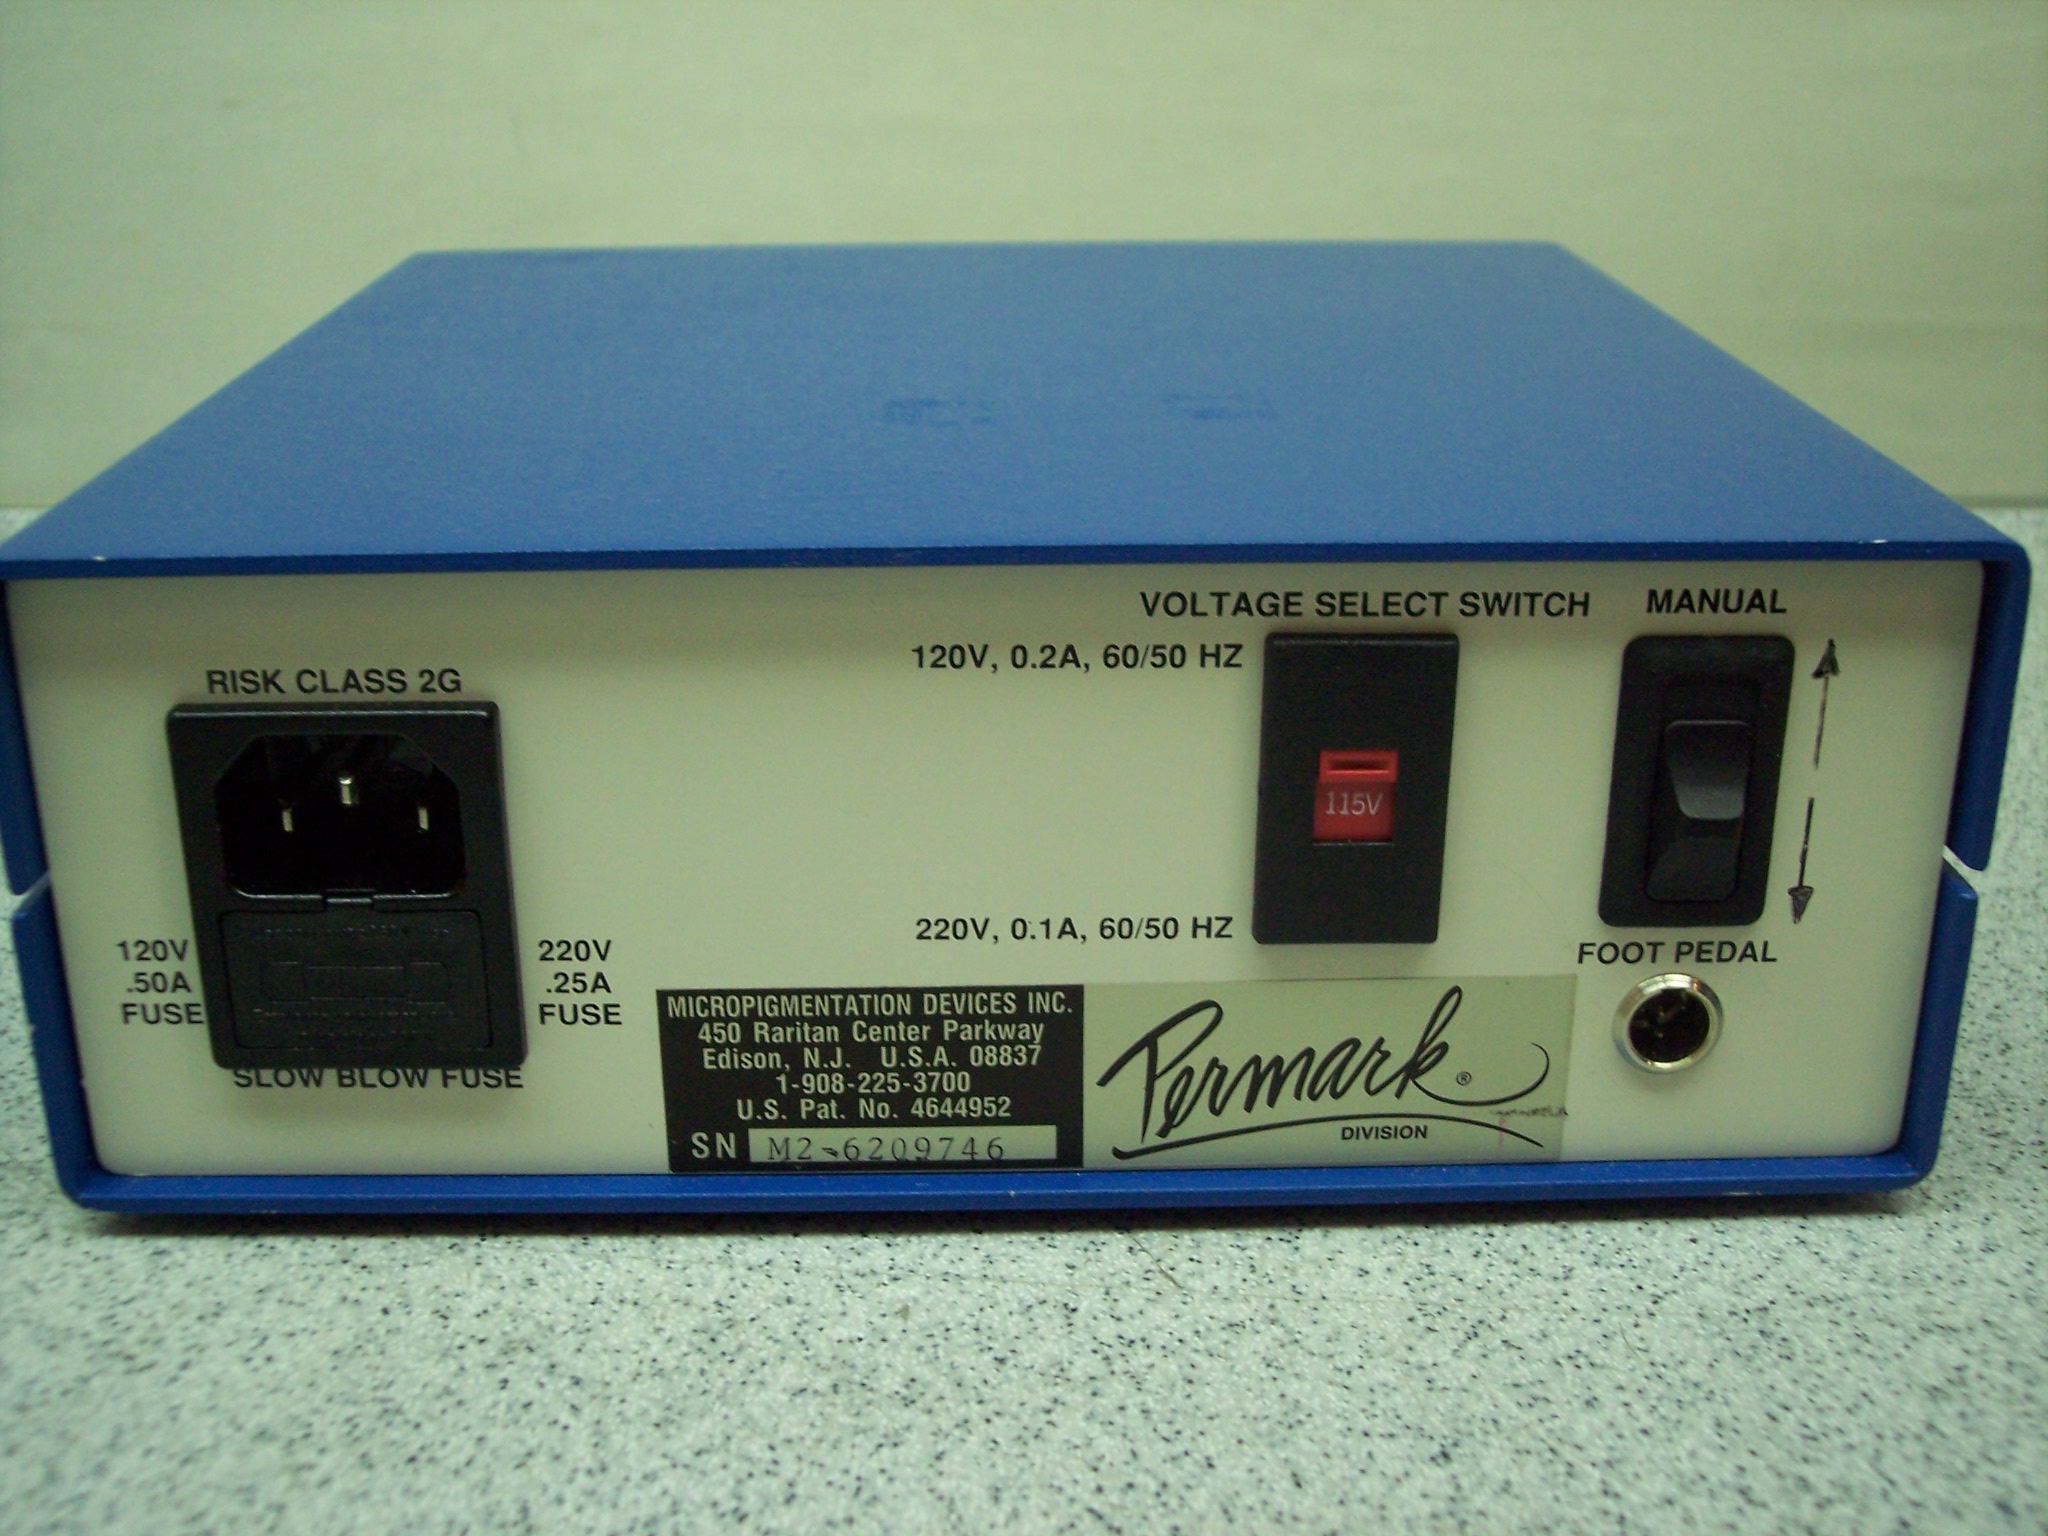 VOLTAGE SELECT SWITCH
MANUAL
120V, 0.2A, 60/50 HZ
RISK CLASS 2G
115V
220V, 0.1A, 60/50 HZ
120V
.50A
FUSE
220V
.25A
FUSE
SLOW BLOW FUSE
FOOT PEDAL
MICROPIGMENTATION DEVICES INC.
450 Raritan Center Parkway
Edison, N.J. U.S.A. 08837
1-908-225-3700
U.S. Pat. No. 4644952
SN M2-6209746
Permark®
DIVISION